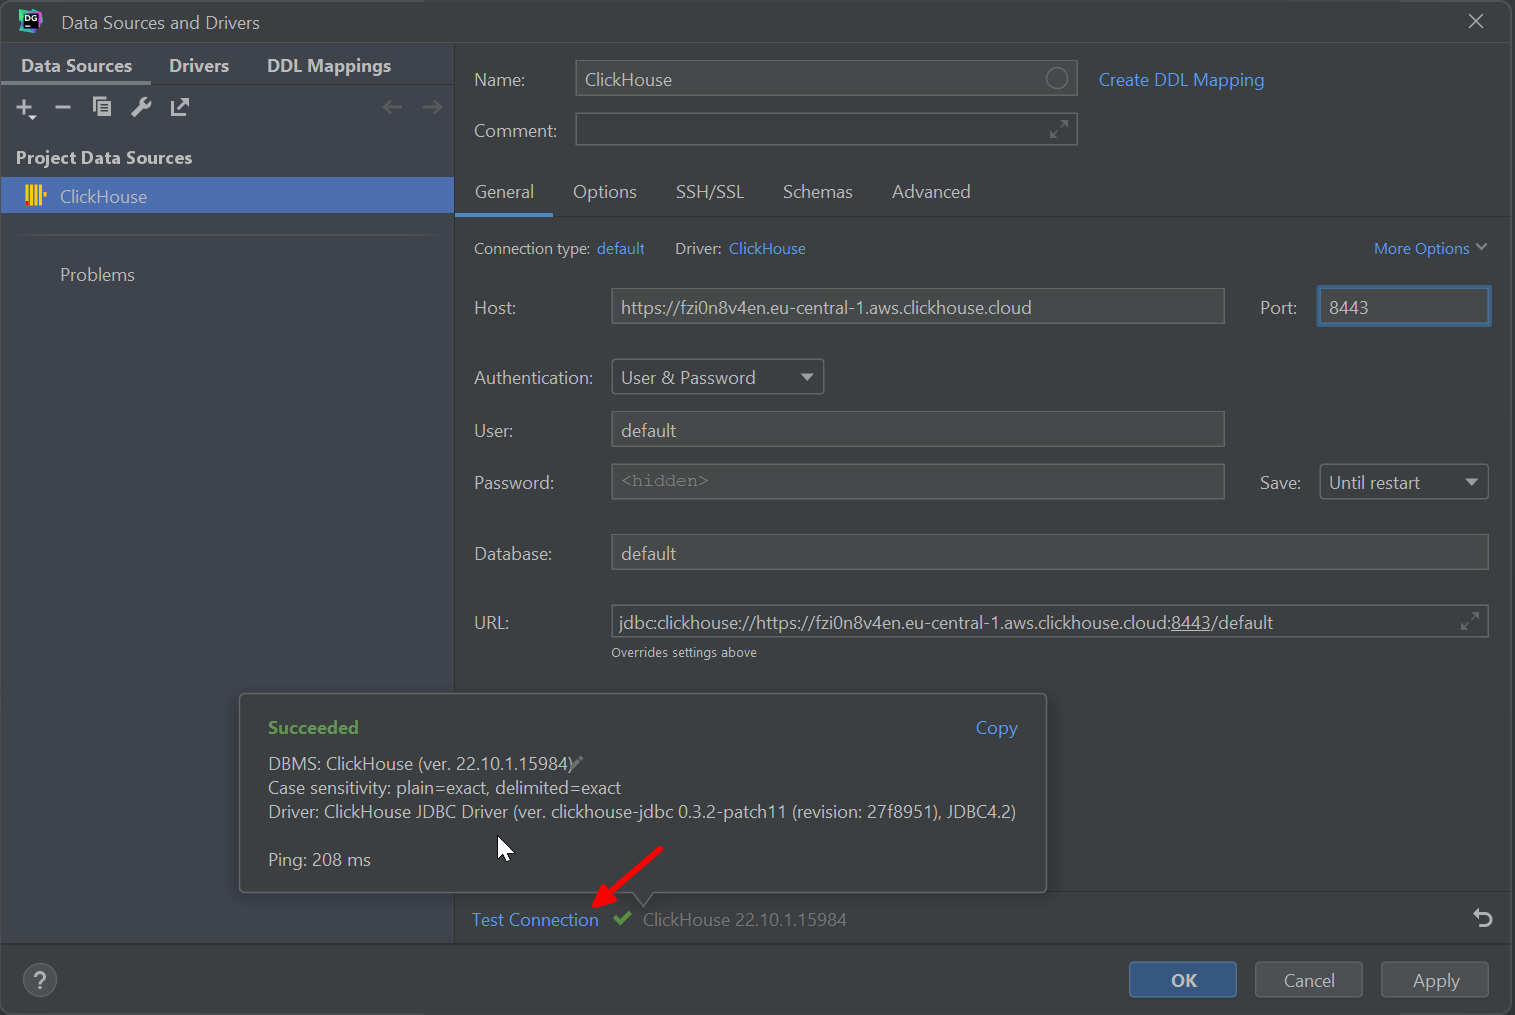 DG
Data Sources and Drivers
Data Sources Drivers DDL Mappings
Project Data Sources
ClickHouse
Problems
Name: ClickHouse Create DDL Mapping
Comment:
General Options SSH/SSL Schemas Advanced
Connection type: default Driver: ClickHouse More Options
Host: https://fzi0n8v4en.eu-central-1.aws.clickhouse.cloud Port: 8443
Authentication: User & Password
User: default
Password: <hidden> Save: Until restart
Database: default
URL: jdbc:clickhouse://https://fzi0n8v4en.eu-central-1.aws.clickhouse.cloud:8443/default
Overrides settings above
Succeeded Copy
DBMS: ClickHouse (ver. 22.10.1.15984)
Case sensitivity: plain=exact, delimited=exact
Driver: ClickHouse JDBC Driver (ver. clickhouse-jdbc 0.3.2-patch11 (revision: 27f8951), JDBC4.2)
Ping: 208 ms
Test Connection ClickHouse 22.10.1.15984
? OK Cancel Apply